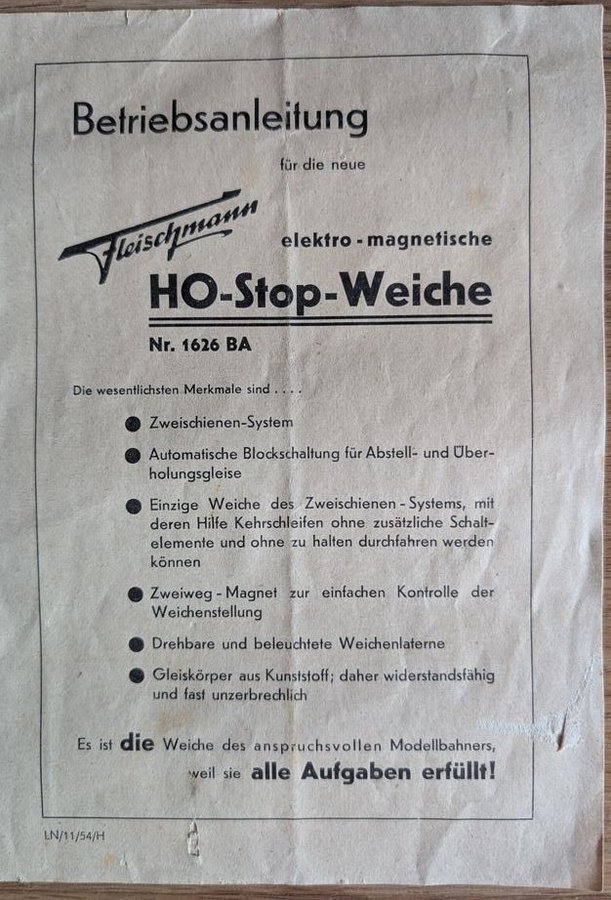 Betriebsanleitung
für die neue
Fleischmann
elektro-magnetische
HO-Stop-Weiche
Nr. 1626 BA
Die wesentlichsten Merkmale sind . . . .
● Zweischienen-System
● Automatische Blockschaltung für Abstell- und Über-
holungsgleise
● Einzige Weiche des Zweischienen-Systems, mit
deren Hilfe Kehrschleifen ohne zusätzliche Schalt-
elemente und ohne zu halten durchfahren werden
können
● Zweiweg-Magnet zur einfachen Kontrolle der
Weichenstellung
● Drehbare und beleuchtete Weichenlaterne
● Gleiskörper aus Kunststoff; daher widerstandsfähig
und fast unzerbrechlich
Es ist die Weiche des anspruchsvollen Modellbahners,
weil sie alle Aufgaben erfüllt!
LN/11/54/H